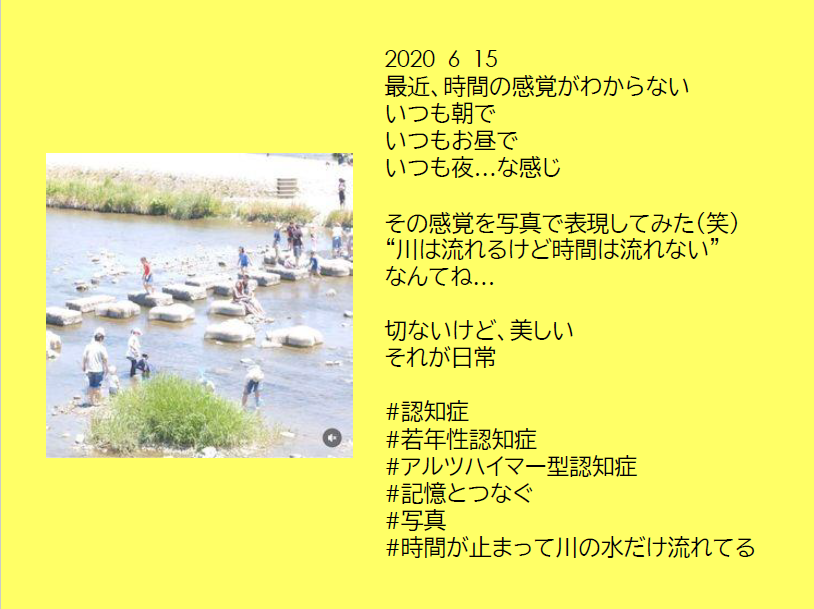 2020 6 15
最近、時間の感覚がわからない
いつも朝で
いつもお昼で
いつも夜…な感じ
その感覚を写真で表現してみた（笑）
“川は流れるけど時間は流れない”
なんてね…
切ないけど、美しい
それが日常
#認知症
#若年性認知症
#アルツハイマー型認知症
#記憶とつなぐ
#写真
#時間が止まって川の水だけ流れてる